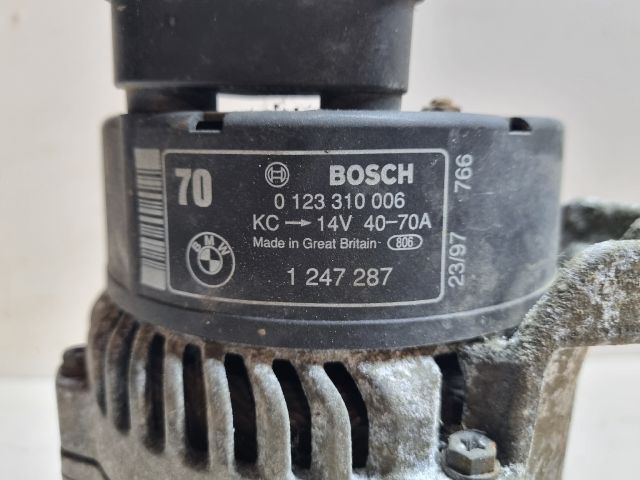 70
BOSCH
0 123 310 006
KC → 14V 40-70A
Made in Great Britain 806
BMW
1 247 287
23/97 766